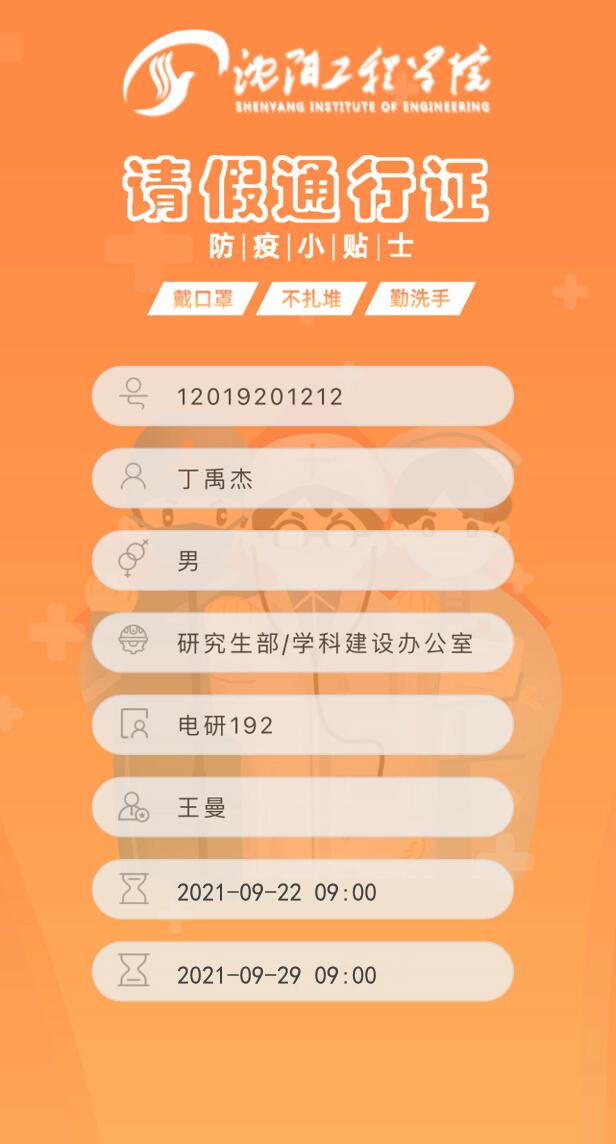 沈阳工程学院
SHENYANG INSTITUTE OF ENGINEERING
请假通行证
防|疫|小|贴|士
戴口罩 不扎堆 勤洗手
12019201212
丁禹杰
男
研究生部/学科建设办公室
电研192
王曼
2021-09-22 09:00
2021-09-29 09:00